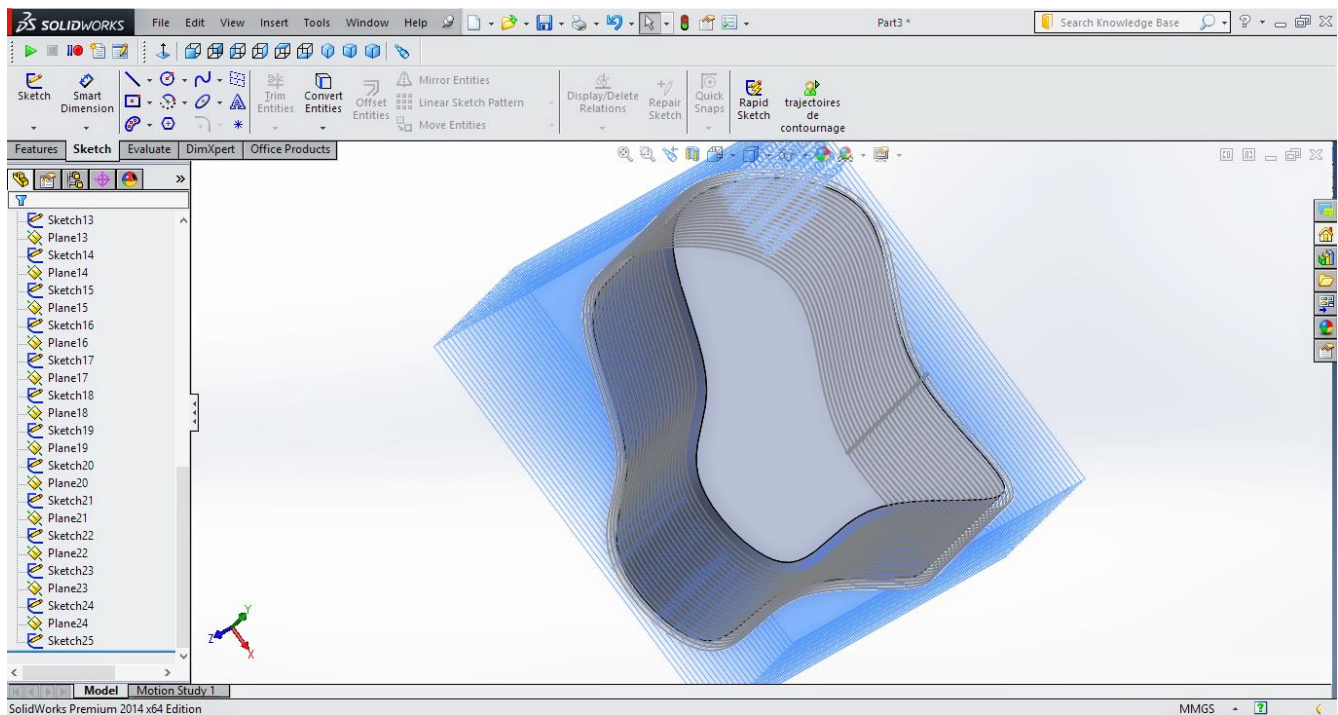 SOLIDWORKS File Edit View Insert Tools Window Help Part3 * Search Knowledge Base
Sketch Smart Dimension Trim Entities Convert Entities Offset Entities Mirror Entities Linear Sketch Pattern Move Entities Display/Delete Relations Repair Sketch Quick Snaps Rapid Sketch trajectoires de contournage
Features Sketch Evaluate DimXpert Office Products
Sketch13
Plane13
Sketch14
Plane14
Sketch15
Plane15
Sketch16
Plane16
Sketch17
Plane17
Sketch18
Plane18
Sketch19
Plane19
Sketch20
Plane20
Sketch21
Plane21
Sketch22
Plane22
Sketch23
Plane23
Sketch24
Plane24
Sketch25
Y
Z
X
Model Motion Study 1
SolidWorks Premium 2014 x64 Edition MMGS